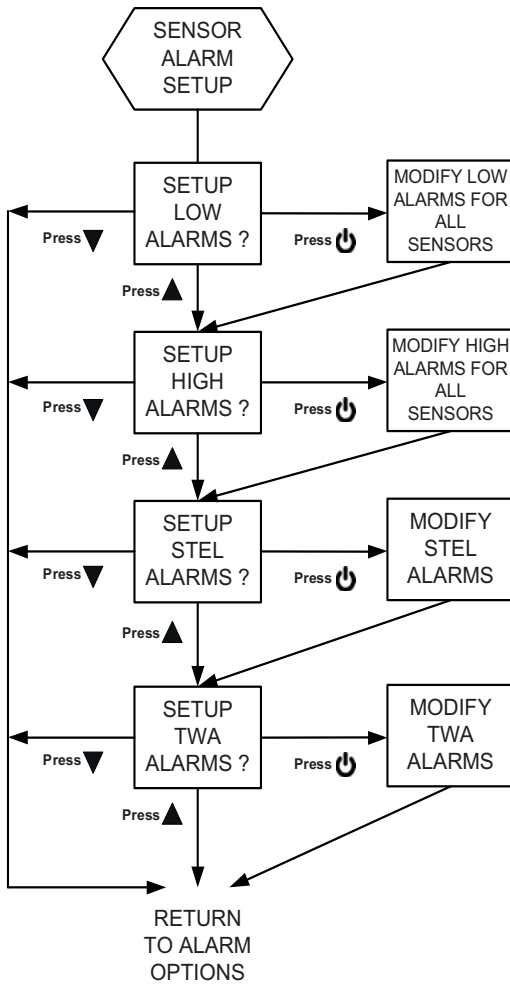 SENSOR
ALARM
SETUP
SETUP
LOW
ALARMS ?
MODIFY LOW
ALARMS FOR
ALL
SENSORS
Press
Press
Press
SETUP
HIGH
ALARMS ?
MODIFY HIGH
ALARMS FOR
ALL
SENSORS
Press
Press
Press
SETUP
STEL
ALARMS ?
MODIFY
STEL
ALARMS
Press
Press
Press
SETUP
TWA
ALARMS ?
MODIFY
TWA
ALARMS
Press
Press
Press
RETURN
TO ALARM
OPTIONS